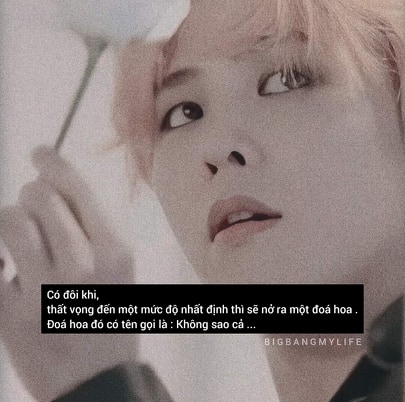 Có đôi khi,
thất vọng đến một mức độ nhất định thì sẽ nở ra một đoá hoa .
Đoá hoa đó có tên gọi là : Không sao cả ...
BIGBANGMYLIFE